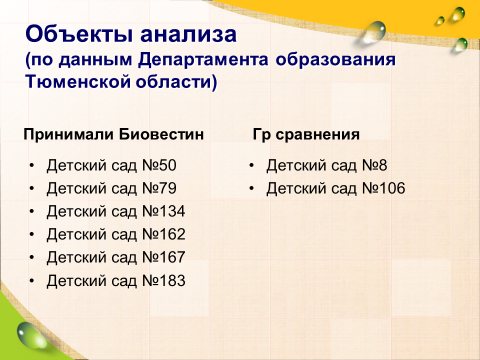 Объекты анализа
(по данным Департамента образования
Тюменской области)
Принимали Биовестин
• Детский сад №50
• Детский сад №79
• Детский сад №134
• Детский сад №162
• Детский сад №167
• Детский сад №183
Гр сравнения
• Детский сад №8
• Детский сад №106